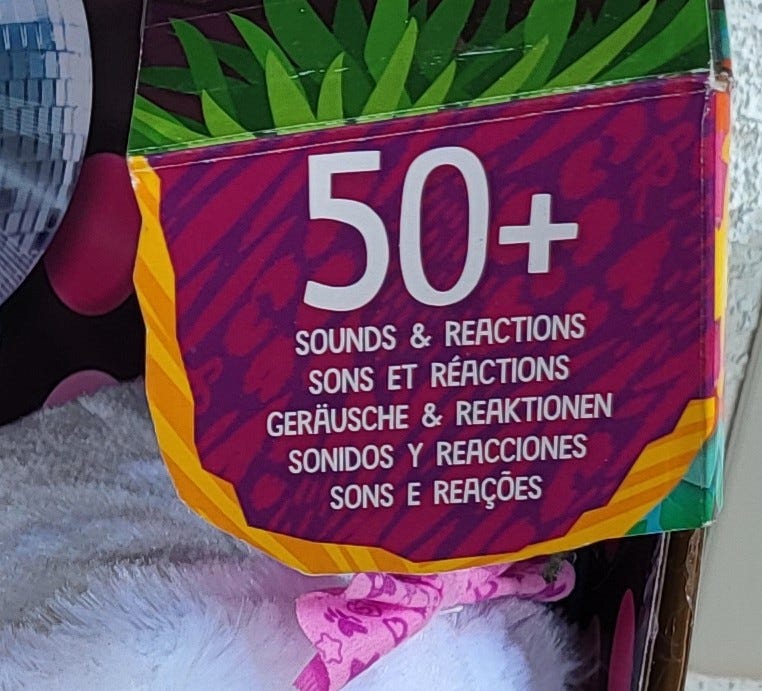 50+
SOUNDS & REACTIONS
SONS ET RÉACTIONS
GERÄUSCHE & REAKTIONEN
SONIDOS Y REACCIONES
SONS E REAÇÕES